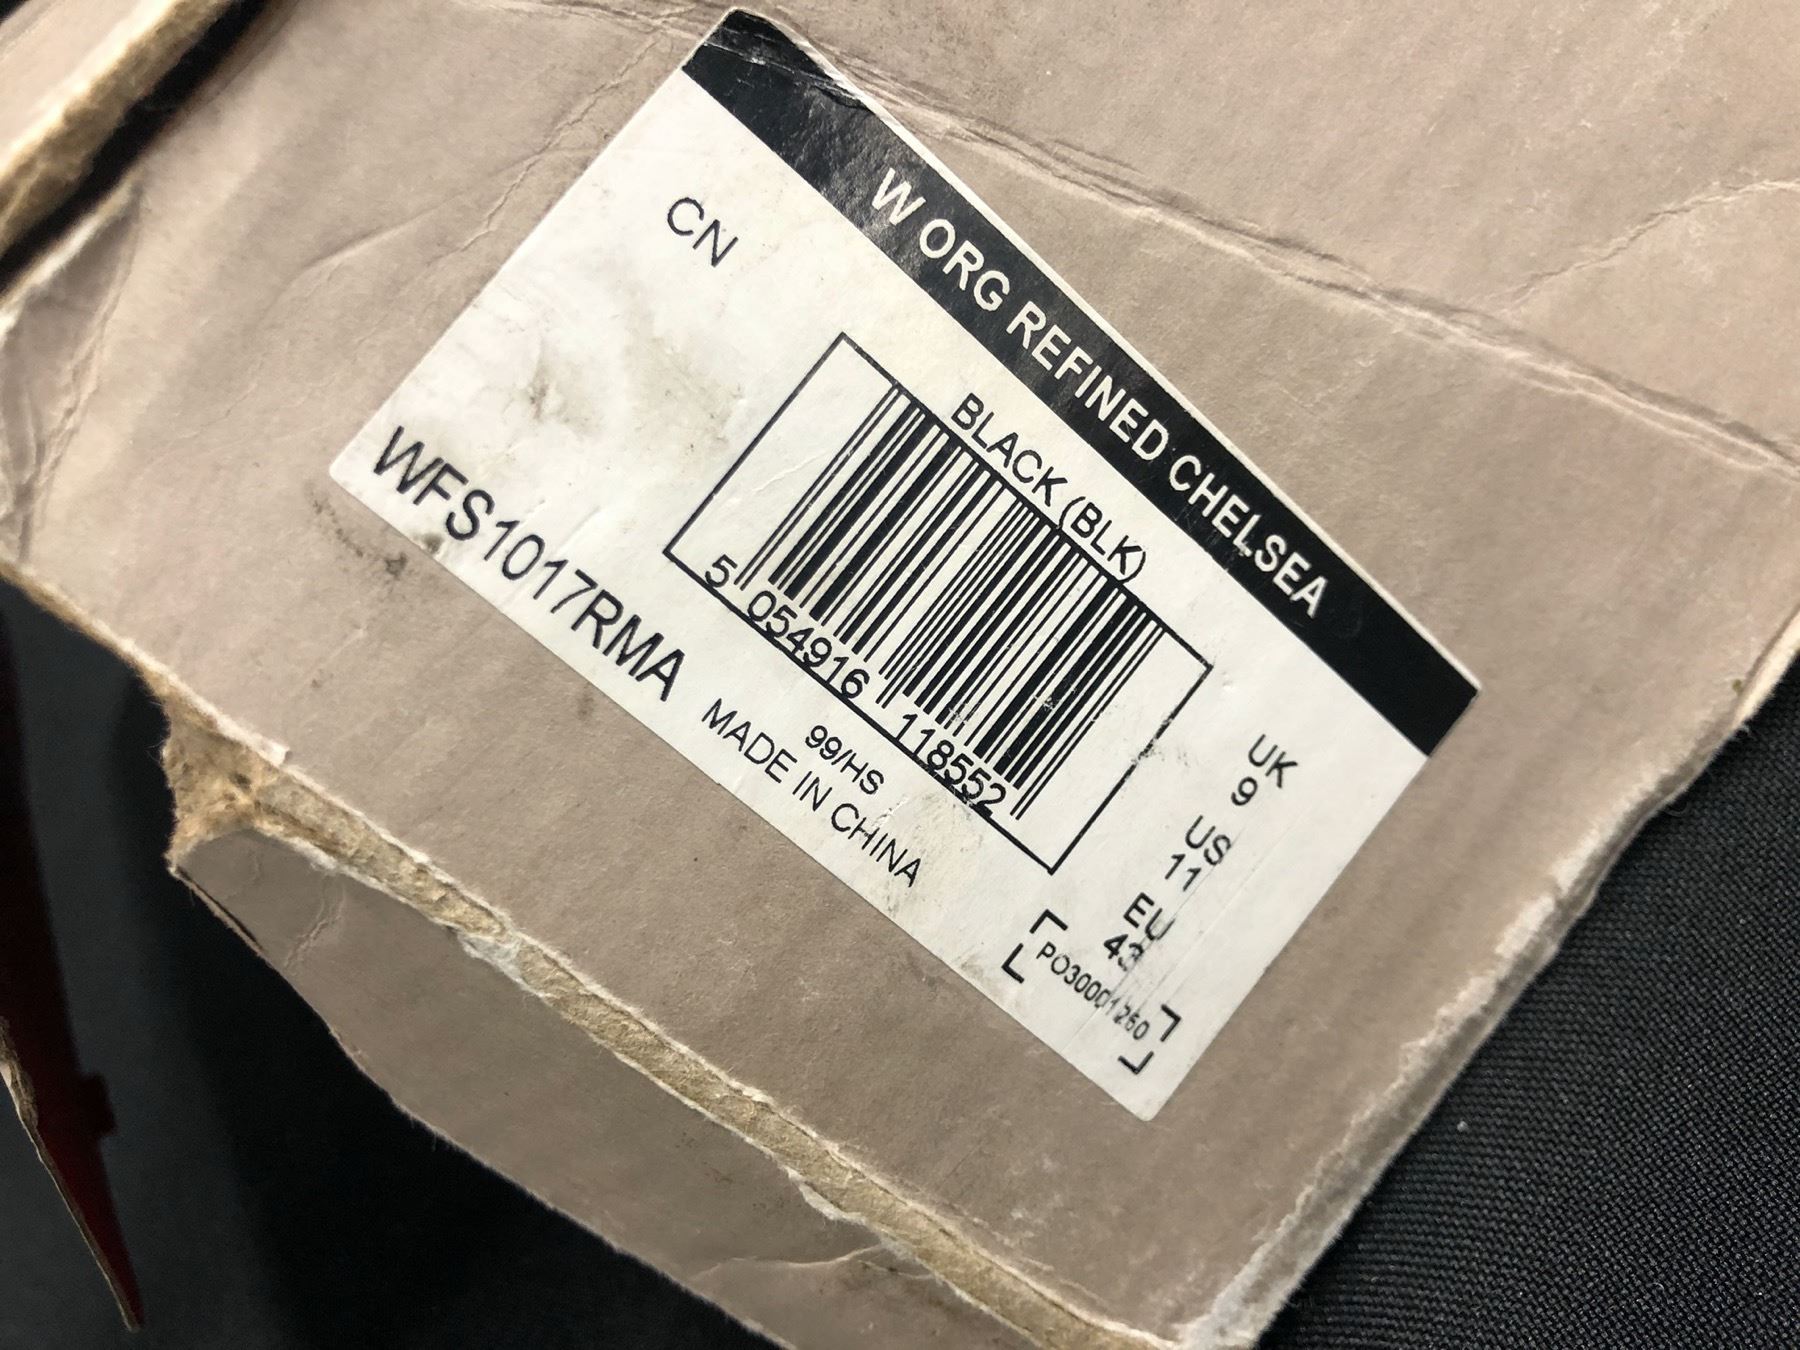 W ORG REFINED CHELSEA
CN
BLACK (BLK)
5 054916 118552
WFS1017RMA
99/HS
MADE IN CHINA
UK
9
US
11
EU
43
PO30001260